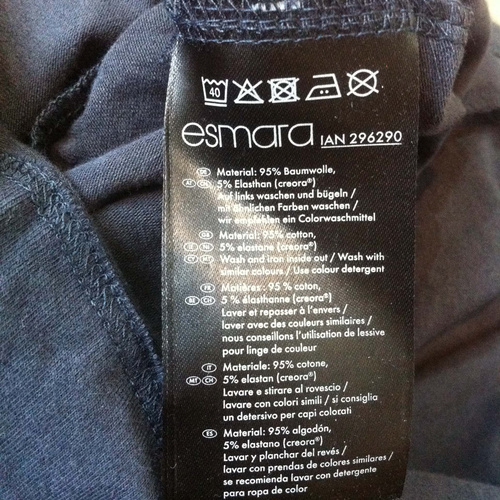 40
esmara IAN 296290
DE Material: 95% Baumwolle,
AT CH 5% Elasthan (creora®)
Auf links waschen und bügeln /
mit ähnlichen Farben waschen /
wir empfehlen ein Colorwaschmittel
GB Material: 95% cotton,
IE 5% elastane (creora®)
CY MT Wash and iron inside out / Wash with
similar colours / Use colour detergent
FR Matières: 95 % coton,
BE CH 5 % élasthanne (creora®)
Laver et repasser à l'envers /
laver avec des couleurs similaires /
nous conseillons l'utilisation de lessive
pour linge de couleur
IT Materiale: 95% cotone,
MT CH 5% elastan (creora®)
Lavare e stirare al rovescio /
lavare con colori simili / si consiglia
un detersivo per capi colorati
ES Material: 95% algodón,
5% elastano (creora®)
Lavar y planchar del revés /
lavar con prendas de colores similares /
se recomienda lavar con detergente
para ropa de color